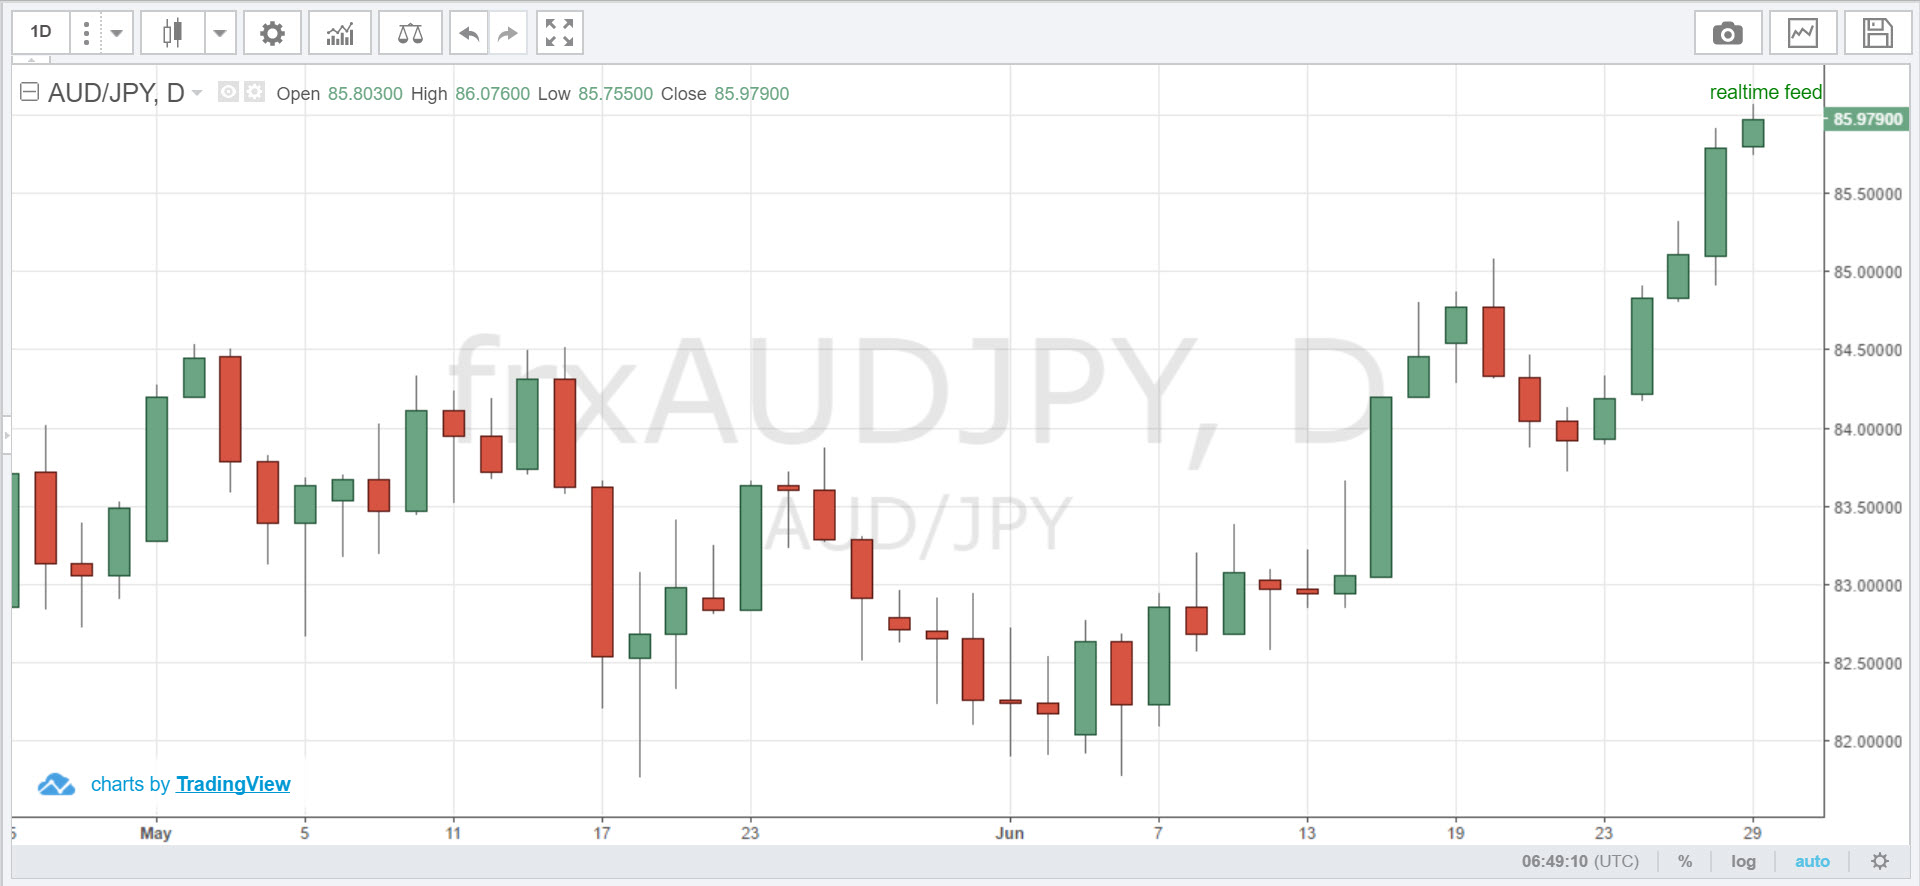 1D
AUD/JPY, D Open 85.80300 High 86.07600 Low 85.75500 Close 85.97900
realtime feed
85.97900
85.50000
85.00000
84.50000
84.00000
83.50000
83.00000
82.50000
82.00000
frxAUDJPY, D
AUD/JPY
charts by TradingView
5 May 5 11 17 23 Jun 7 13 19 23 29
06:49:10 (UTC) % log auto